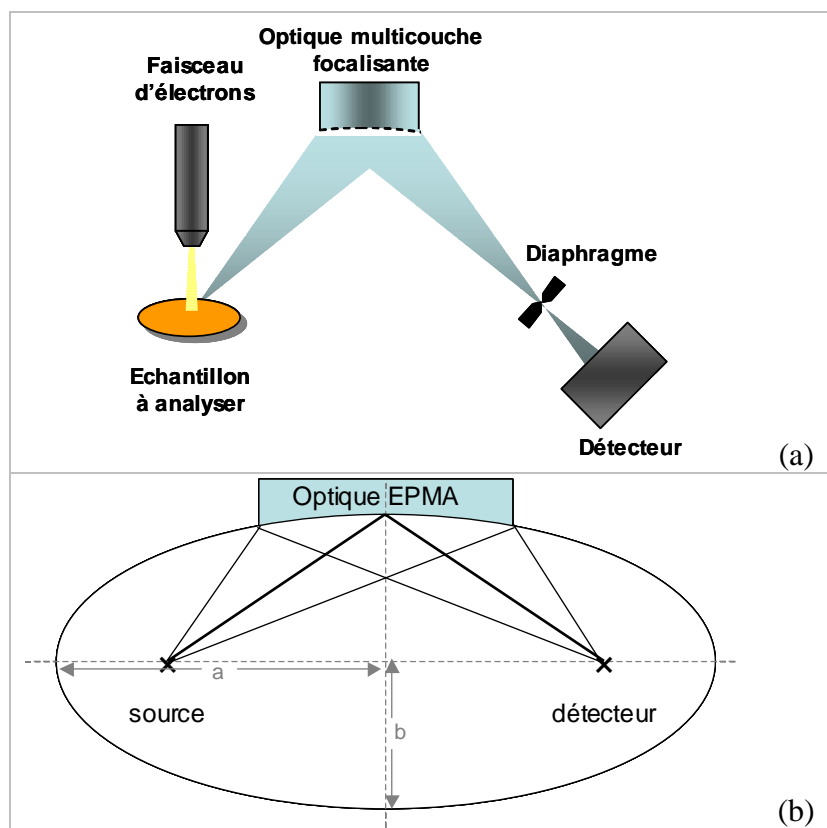 Optique multicouche
focalisante
Faisceau
d'électrons
Diaphragme
Echantillon
à analyser
Détecteur
(a)
Optique EPMA
a
source
détecteur
b
(b)